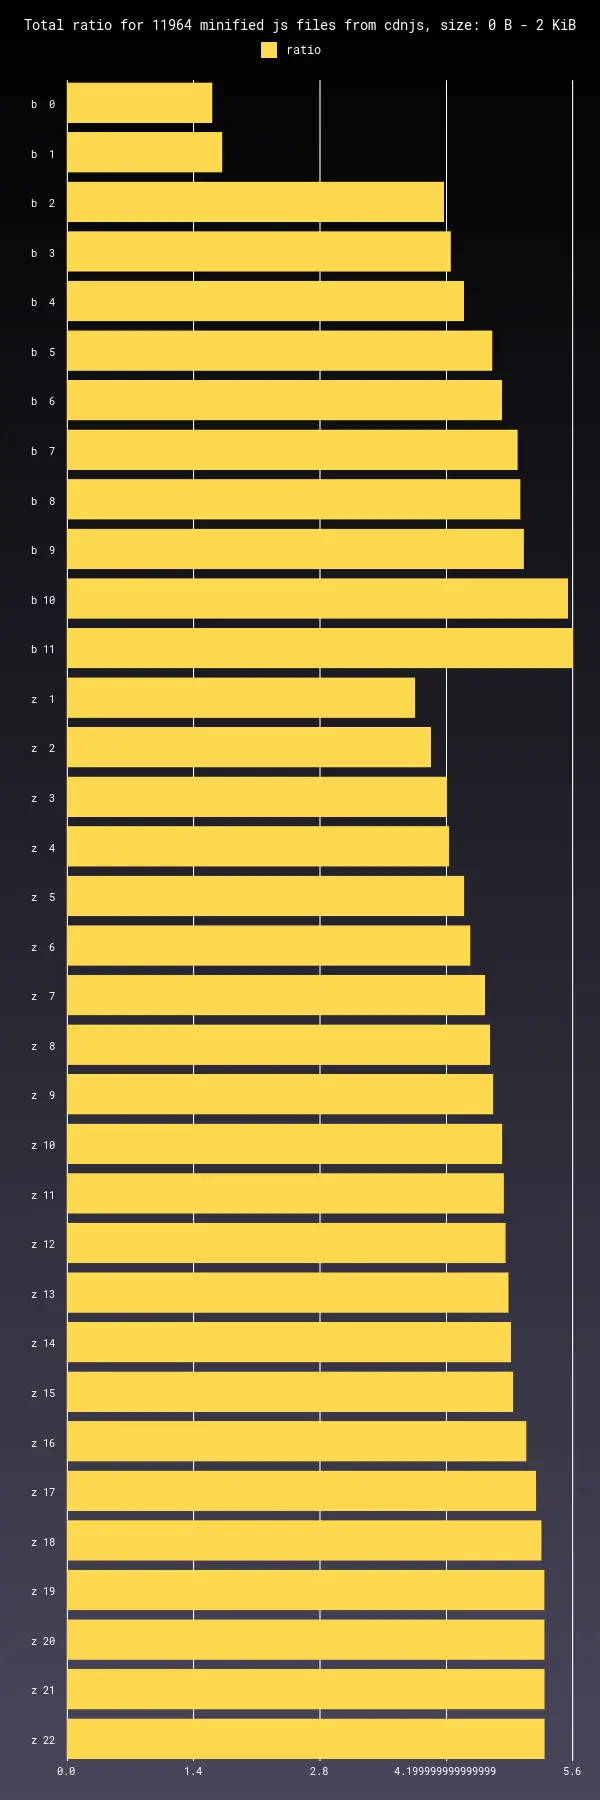 Total ratio for 11964 minified js files from cdnjs, size: 0 B - 2 KiB
ratio
b 0
b 1
b 2
b 3
b 4
b 5
b 6
b 7
b 8
b 9
b 10
b 11
z 1
z 2
z 3
z 4
z 5
z 6
z 7
z 8
z 9
z 10
z 11
z 12
z 13
z 14
z 15
z 16
z 17
z 18
z 19
z 20
z 21
z 22
0.0 1.4 2.8 4.199999999999999 5.6